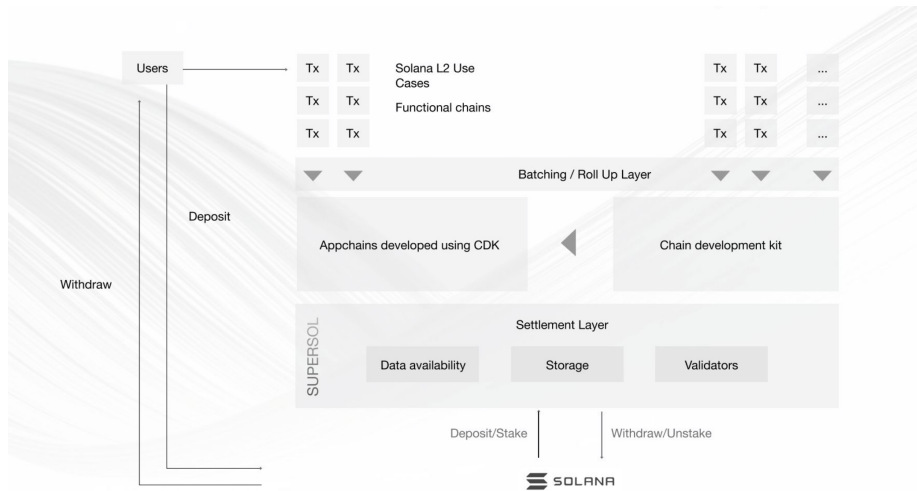 Users
Tx Tx
Solana L2 Use
Cases
Tx Tx ...
Tx Tx
Functional chains
Tx Tx ...
Tx Tx
Tx Tx ...
Batching / Roll Up Layer
Deposit
Withdraw
Appchains developed using CDK
Chain development kit
SUPERSOL
Settlement Layer
Data availability
Storage
Validators
Deposit/Stake
Withdraw/Unstake
SOLANA